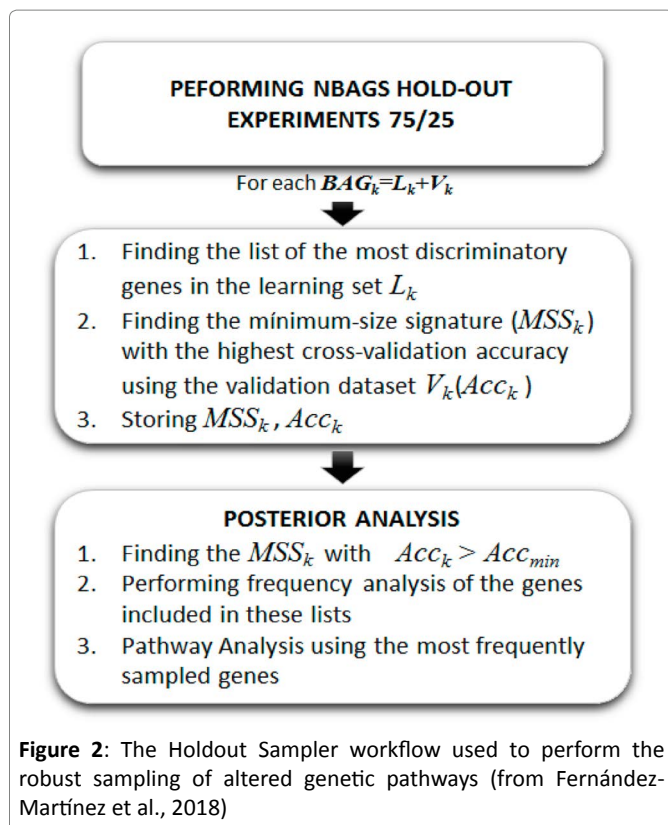 PEFORMING NBAGS HOLD-OUT
EXPERIMENTS 75/25
For each BAGk=Lk+Vk
1. Finding the list of the most discriminatory
genes in the learning set Lk
2. Finding the mínimum-size signature (MSSk)
with the highest cross-validation accuracy
using the validation dataset Vk(Acck)
3. Storing MSSk, Acck
POSTERIOR ANALYSIS
1. Finding the MSSk with Acck > Accmin
2. Performing frequency analysis of the genes
included in these lists
3. Pathway Analysis using the most frequently
sampled genes
Figure 2: The Holdout Sampler workflow used to perform the
robust sampling of altered genetic pathways (from Fernández-
Martínez et al., 2018)